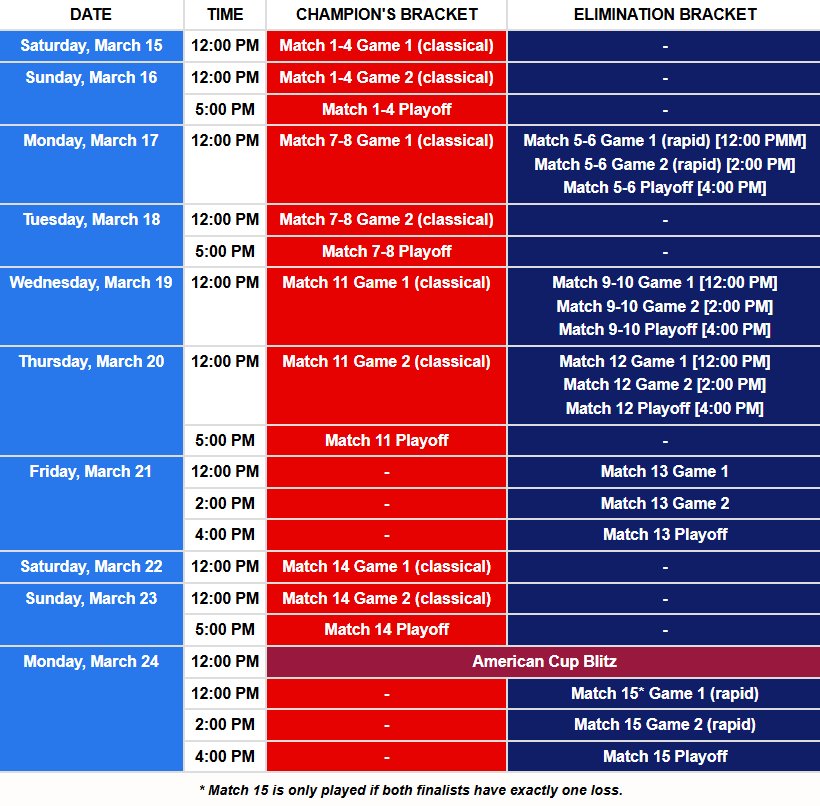 DATE TIME CHAMPION'S BRACKET ELIMINATION BRACKET
Saturday, March 15 12:00 PM Match 1-4 Game 1 (classical) -
Sunday, March 16 12:00 PM Match 1-4 Game 2 (classical) -
5:00 PM Match 1-4 Playoff -
Monday, March 17 12:00 PM Match 7-8 Game 1 (classical) Match 5-6 Game 1 (rapid) [12:00 PMM]
Match 5-6 Game 2 (rapid) [2:00 PM]
Match 5-6 Playoff [4:00 PM]
Tuesday, March 18 12:00 PM Match 7-8 Game 2 (classical) -
5:00 PM Match 7-8 Playoff -
Wednesday, March 19 12:00 PM Match 11 Game 1 (classical) Match 9-10 Game 1 [12:00 PM]
Match 9-10 Game 2 [2:00 PM]
Match 9-10 Playoff [4:00 PM]
Thursday, March 20 12:00 PM Match 11 Game 2 (classical) Match 12 Game 1 [12:00 PM]
Match 12 Game 2 [2:00 PM]
Match 12 Playoff [4:00 PM]
5:00 PM Match 11 Playoff -
Friday, March 21 12:00 PM - Match 13 Game 1
2:00 PM - Match 13 Game 2
4:00 PM - Match 13 Playoff
Saturday, March 22 12:00 PM Match 14 Game 1 (classical) -
Sunday, March 23 12:00 PM Match 14 Game 2 (classical) -
5:00 PM Match 14 Playoff -
Monday, March 24 12:00 PM American Cup Blitz
12:00 PM - Match 15* Game 1 (rapid)
2:00 PM - Match 15 Game 2 (rapid)
4:00 PM - Match 15 Playoff
* Match 15 is only played if both finalists have exactly one loss.